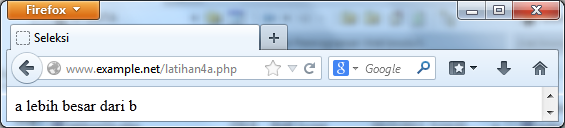 Firefox
Seleksi
www.example.net/latihan4a.php
Google
a lebih besar dari b